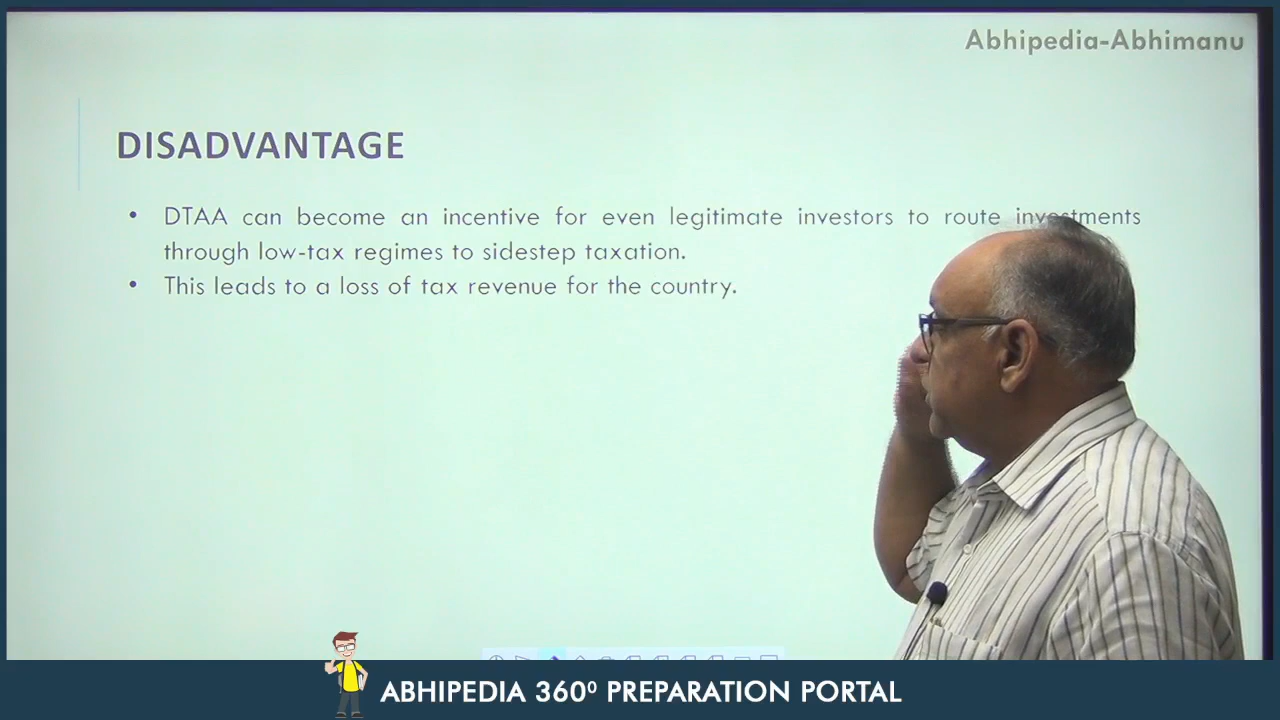 Abhipedia-Abhimanu
DISADVANTAGE
• DTAA can become an incentive for even legitimate investors to route investments
through low-tax regimes to sidestep taxation.
• This leads to a loss of tax revenue for the country.
ABHIPEDIA 360⁰ PREPARATION PORTAL